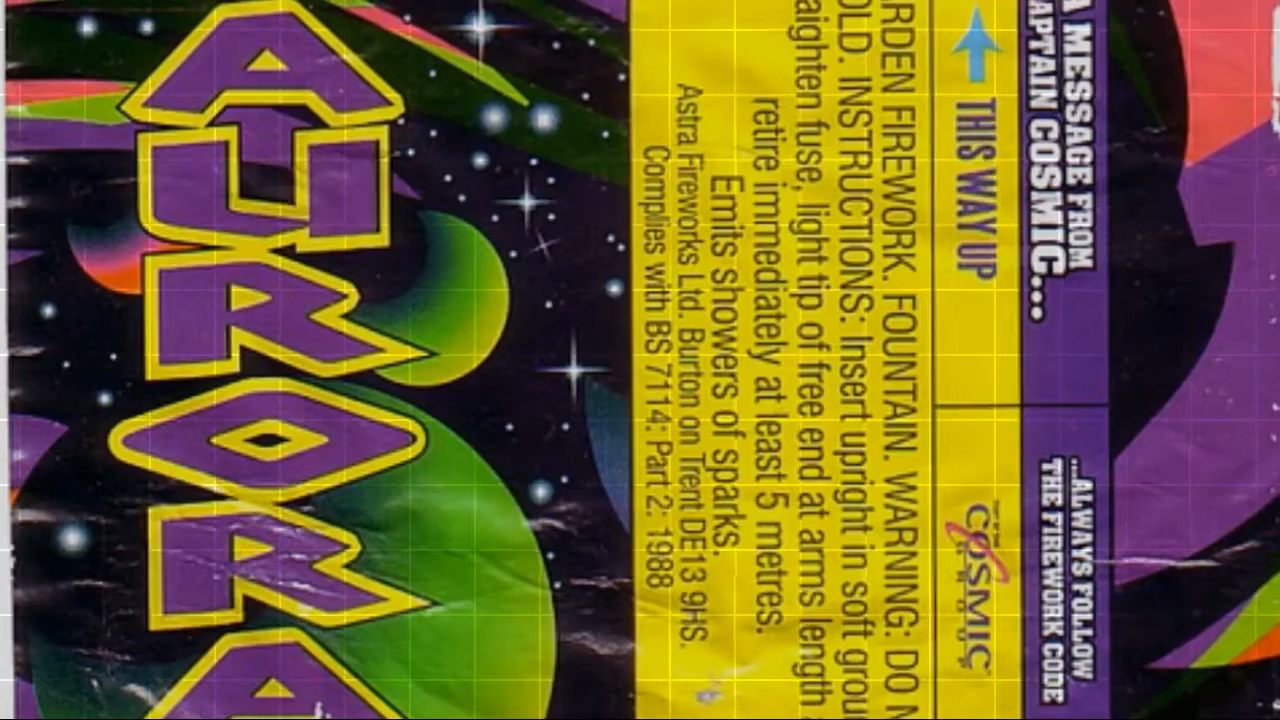 A MESSAGE FROM
APTAIN COSMIC...
...ALWAYS FOLLOW
THE FIREWORK CODE
THIS WAY UP
COSMIC
RDEN FIREWORK. FOUNTAIN. WARNING: DO N
OLD. INSTRUCTIONS: Insert upright in soft grou
aighten fuse, light tip of free end at arms length
retire immediately at least 5 metres.
Emits showers of sparks.
Astra Fireworks Ltd. Burton on Trent DE13 9HS.
Complies with BS 7114: Part 2: 1988
AURORA